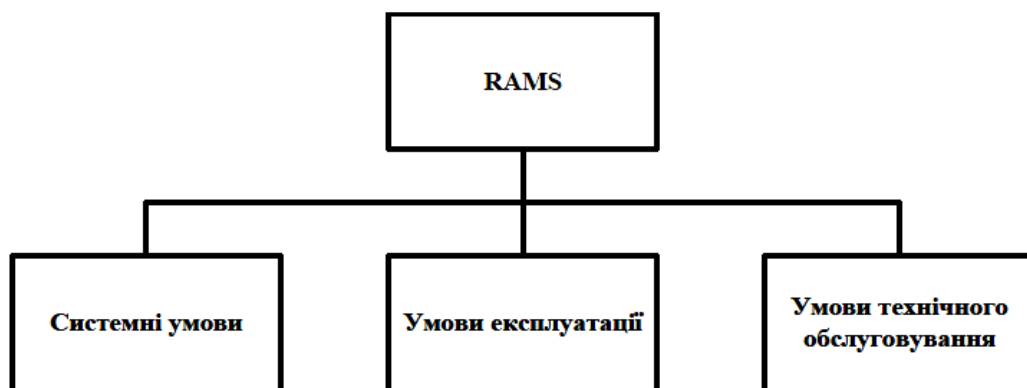 RAMS
Системні умови
Умови експлуатації
Умови технічного
обслуговування